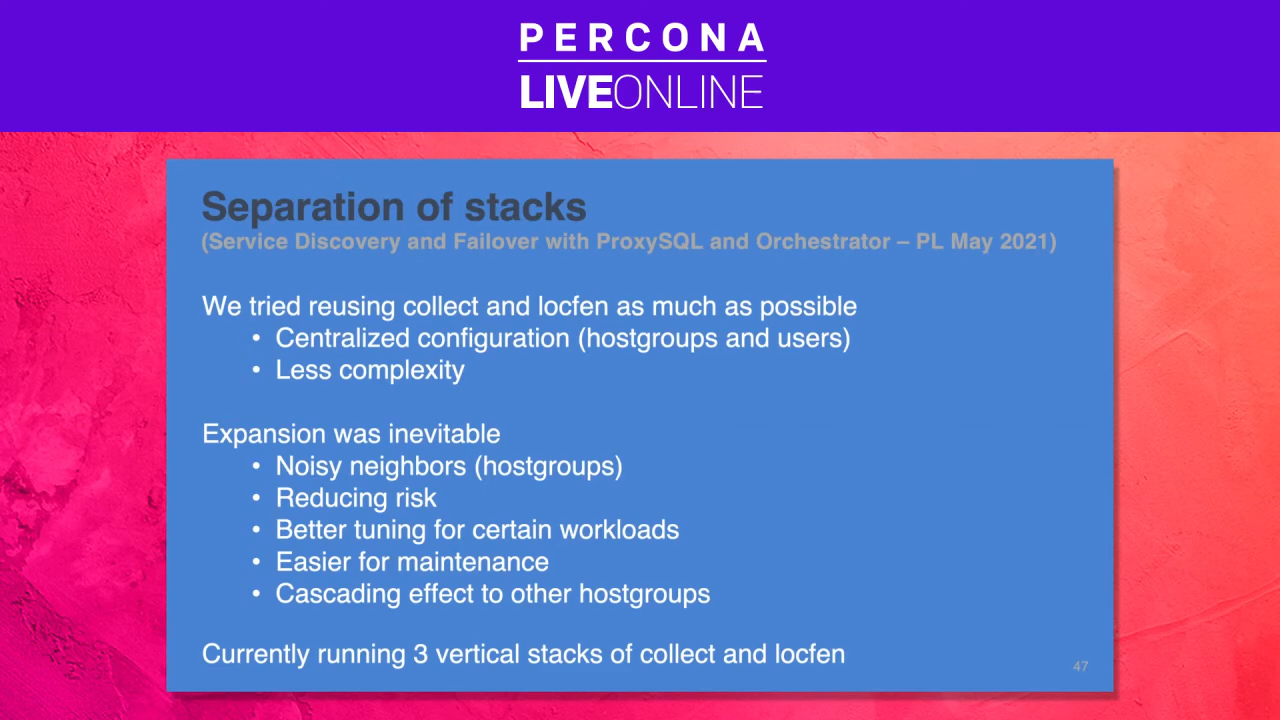 PERCONA
LIVEONLINE
Separation of stacks
(Service Discovery and Failover with ProxySQL and Orchestrator – PL May 2021)
We tried reusing collect and locfen as much as possible
• Centralized configuration (hostgroups and users)
• Less complexity
Expansion was inevitable
• Noisy neighbors (hostgroups)
• Reducing risk
• Better tuning for certain workloads
• Easier for maintenance
• Cascading effect to other hostgroups
Currently running 3 vertical stacks of collect and locfen
47